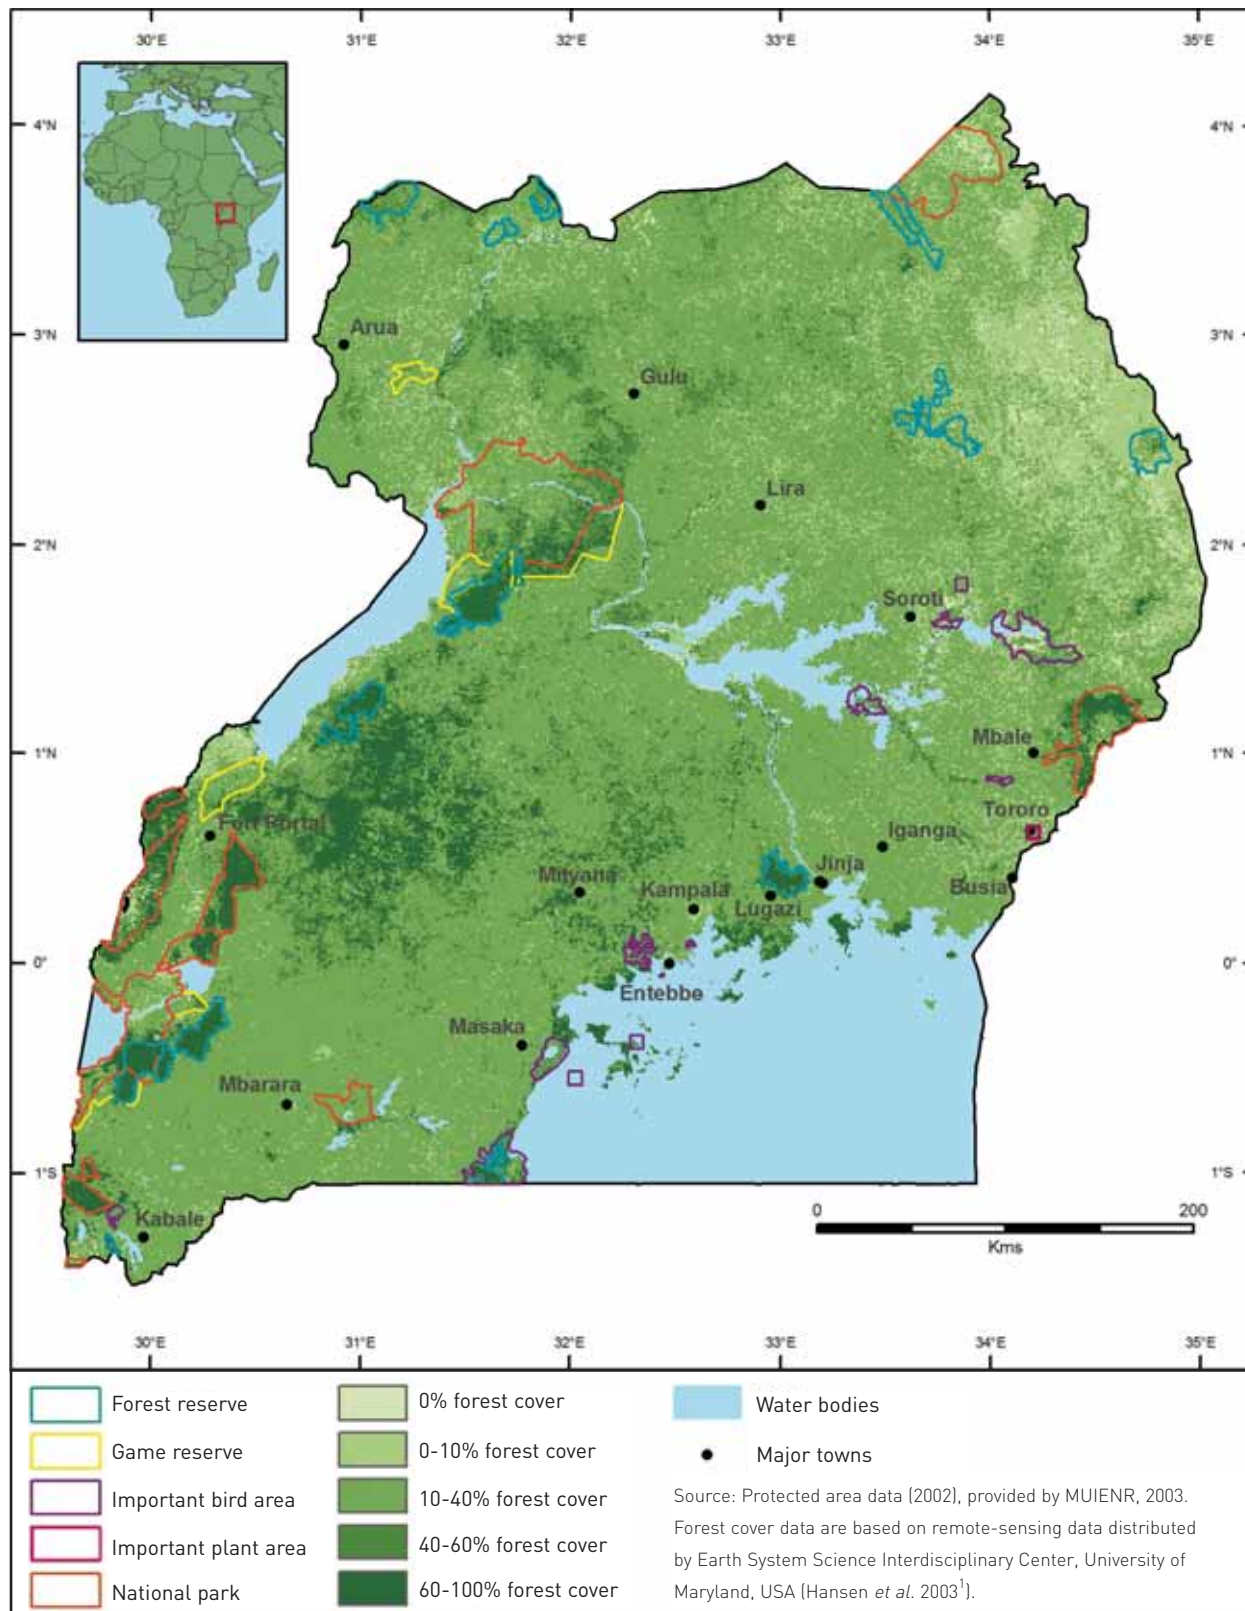 30°E
31°E
32°E
33°E
34°E
35°E
4°N
4°N
3°N
3°N
2°N
2°N
1°N
1°N
0°
0°
1°S
1°S
Arua
Gulu
Lira
Soroti
Mbale
Tororo
Fort Portal
Iganga
Jinja
Mityana
Kampala
Lugazi
Busia
Entebbe
Masaka
Mbarara
Kabale
0
200
Kms
30°E
31°E
32°E
33°E
34°E
35°E
Forest reserve
Game reserve
Important bird area
Important plant area
National park
0% forest cover
0-10% forest cover
10-40% forest cover
40-60% forest cover
60-100% forest cover
Water bodies
Major towns
Source: Protected area data (2002), provided by MUIENR, 2003.
Forest cover data are based on remote-sensing data distributed
by Earth System Science Interdisciplinary Center, University of
Maryland, USA (Hansen et al. 2003¹).